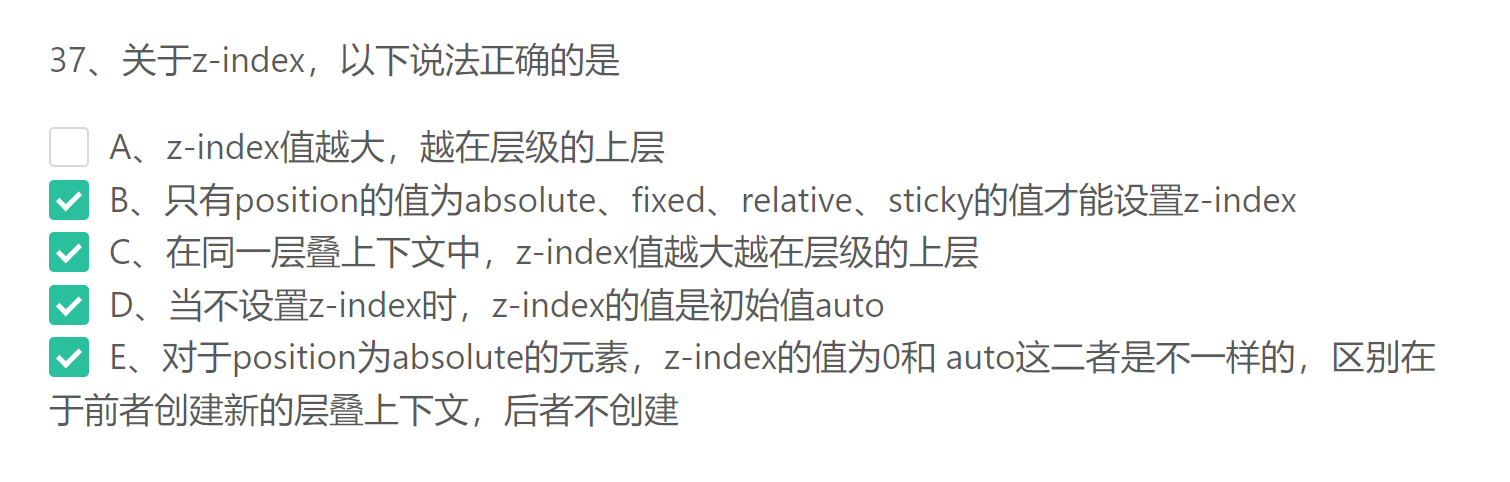 37、关于z-index，以下说法正确的是
A、z-index值越大，越在层级的上层
B、只有position的值为absolute、fixed、relative、sticky的值才能设置z-index
C、在同一层叠上下文中，z-index值越大越在层级的上层
D、当不设置z-index时，z-index的值是初始值auto
E、对于position为absolute的元素，z-index的值为0和 auto这二者是不一样的，区别在
于前者创建新的层叠上下文，后者不创建